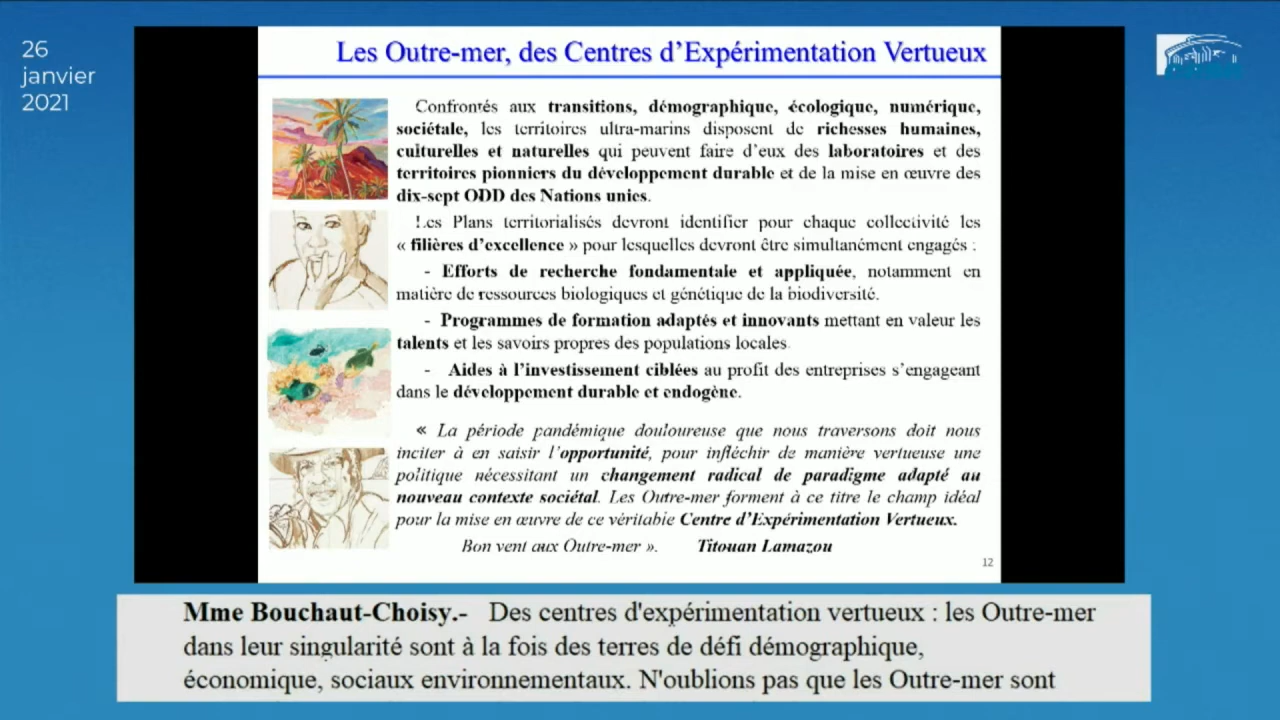 26
janvier
2021
Les Outre-mer, des Centres d'Expérimentation Vertueux
Confrontés aux transitions, démographique, écologique, numérique,
sociétale, les territoires ultra-marins disposent de richesses humaines,
culturelles et naturelles qui peuvent faire d'eux des laboratoires et des
territoires pionniers du développement durable et de la mise en œuvre des
dix-sept ODD des Nations unies.
Les Plans territorialisés devront identifier pour chaque collectivité les
« filières d'excellence » pour lesquelles devront être simultanément engagés :
- Efforts de recherche fondamentale et appliquée, notamment en
matière de ressources biologiques et génétique de la biodiversité.
- Programmes de formation adaptés et innovants mettant en valeur les
talents et les savoirs propres des populations locales.
- Aides à l'investissement ciblées au profit des entreprises s'engageant
dans le développement durable et endogène.
« La période pandémique douloureuse que nous traversons doit nous
inciter à en saisir l'opportunité, pour infléchir de manière vertueuse une
politique nécessitant un changement radical de paradigme adapté au
nouveau contexte sociétal. Les Outre-mer forment à ce titre le champ idéal
pour la mise en œuvre de ce véritable Centre d'Expérimentation Vertueux.
Bon vent aux Outre-mer ». Titouan Lamazou
12
Mme Bouchaut-Choisy.- Des centres d'expérimentation vertueux : les Outre-mer
dans leur singularité sont à la fois des terres de défi démographique,
économique, sociaux environnementaux. N'oublions pas que les Outre-mer sont